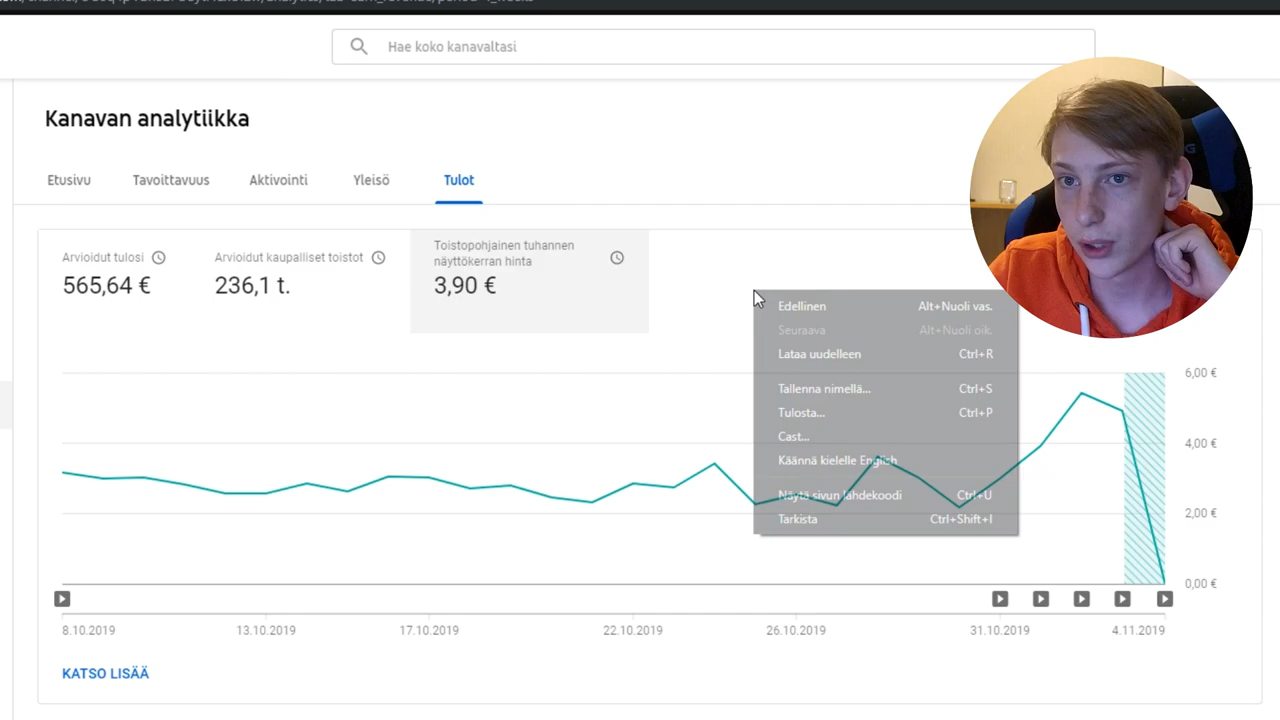 Hae koko kanavaltasi
Kanavan analytiikka
Etusivu Tavoittavuus Aktivointi Yleisö Tulot
Arvioidut tulosi Arvioidut kaupalliset toistot Toistopohjainen tuhannen
näyttökerran hinta
565,64 € 236,1 t. 3,90 €
Edellinen Alt+Nuoli vas.
Seuraava Alt+Nuoli oik.
Lataa uudelleen Ctrl+R
Tallenna nimellä... Ctrl+S
Tulosta... Ctrl+P
Cast...
Käännä kielelle English
Näytä sivun lähdekoodi Ctrl+U
Tarkista Ctrl+Shift+I
6,00 €
4,00 €
2,00 €
0,00 €
8.10.2019 13.10.2019 17.10.2019 22.10.2019 26.10.2019 31.10.2019 4.11.2019
KATSO LISÄÄ